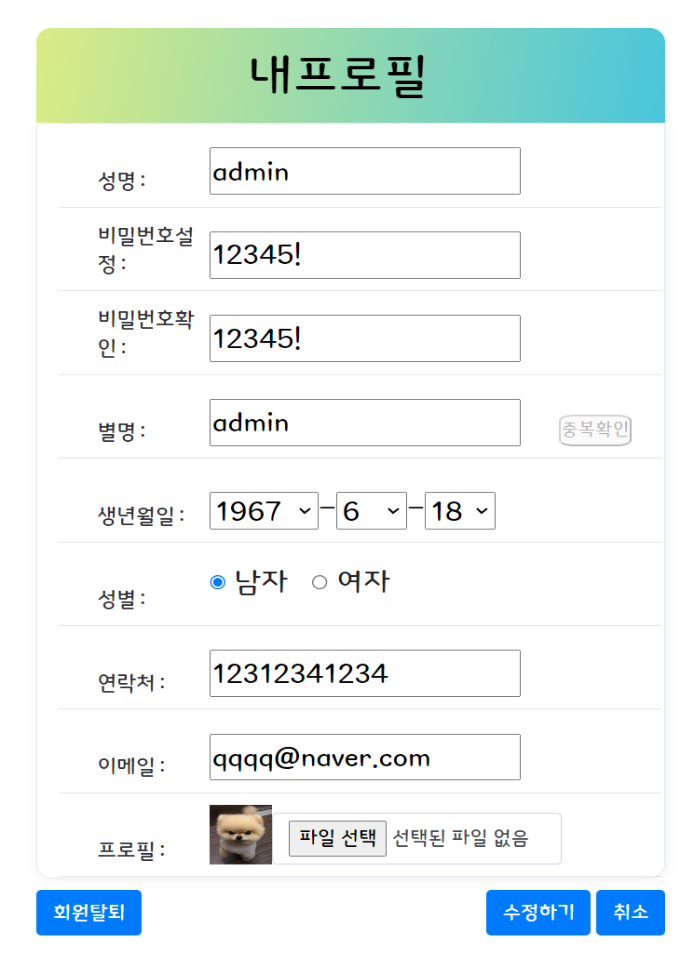 내프로필
성명 :
admin
비밀번호설
정 :
12345!
비밀번호확
인 :
12345!
별명 :
admin
중복확인
생년월일 :
1967 - 6 - 18
성별 :
남자 여자
연락처 :
12312341234
이메일 :
qqqq@naver.com
프로필 :
파일 선택 선택된 파일 없음
회원탈퇴
수정하기 취소